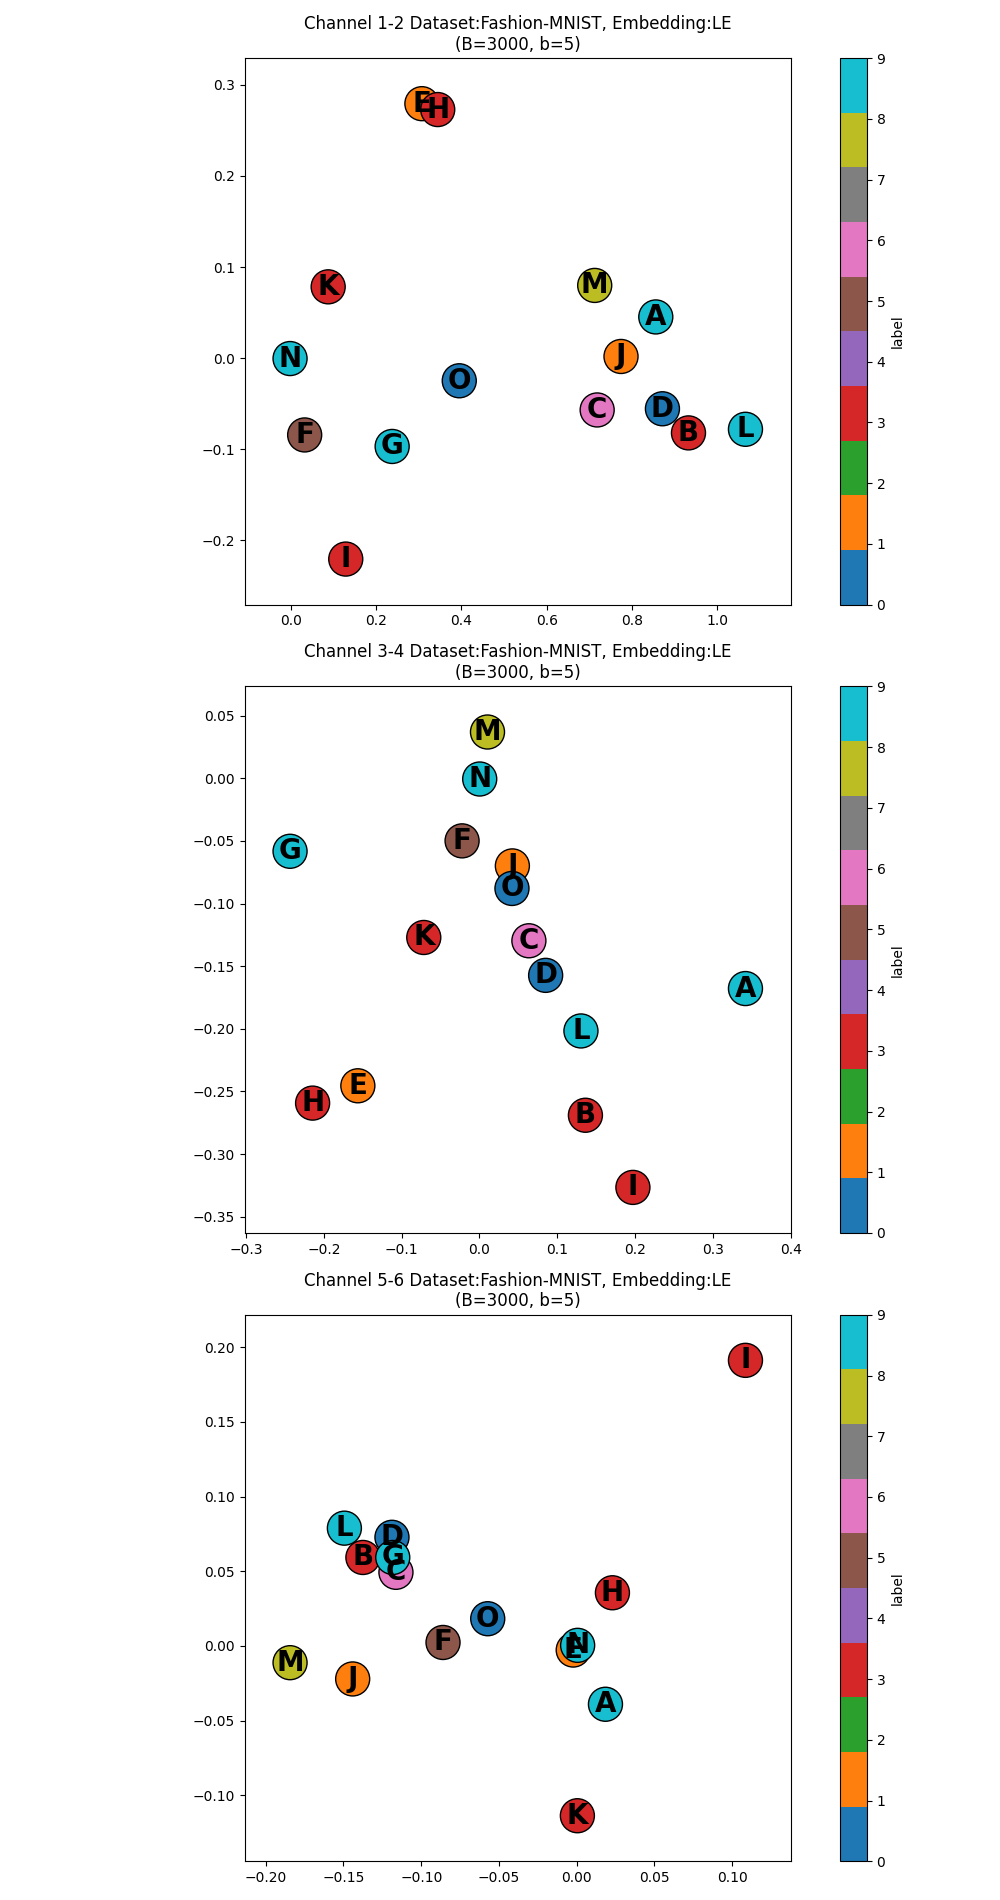 Channel 1-2 Dataset:Fashion-MNIST, Embedding:LE
(B=3000, b=5)
0.3
0.2
0.1
0.0
−0.1
−0.2
0.0 0.2 0.4 0.6 0.8 1.0
E H
K
M
A
N
J
O
C D
B L
F
G
I
9
8
7
6
5
4
3
2
1
0
label
Channel 3-4 Dataset:Fashion-MNIST, Embedding:LE
(B=3000, b=5)
0.05
0.00
−0.05
−0.10
−0.15
−0.20
−0.25
−0.30
−0.35
−0.3 −0.2 −0.1 0.0 0.1 0.2 0.3 0.4
M
N
F
G
J
O
K
C
D
A
L
E
H
B
I
9
8
7
6
5
4
3
2
1
0
label
Channel 5-6 Dataset:Fashion-MNIST, Embedding:LE
(B=3000, b=5)
0.20
0.15
0.10
0.05
0.00
−0.05
−0.10
−0.20 −0.15 −0.10 −0.05 0.00 0.05 0.10
I
L
D
B G
C
H
O
F
N
E
M
J
A
K
9
8
7
6
5
4
3
2
1
0
label